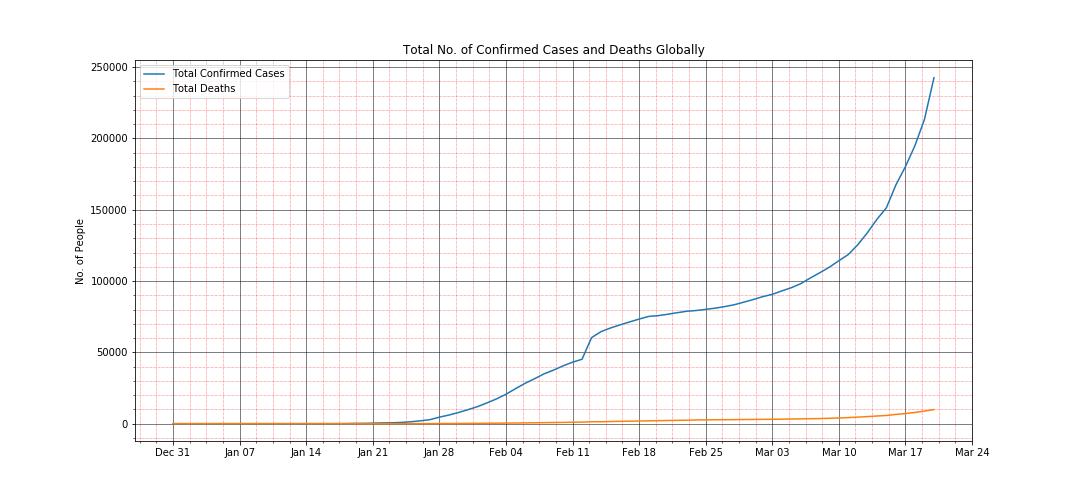 Total No. of Confirmed Cases and Deaths Globally
Total Confirmed Cases
Total Deaths
No. of People
250000
200000
150000
100000
50000
0
Dec 31 Jan 07 Jan 14 Jan 21 Jan 28 Feb 04 Feb 11 Feb 18 Feb 25 Mar 03 Mar 10 Mar 17 Mar 24